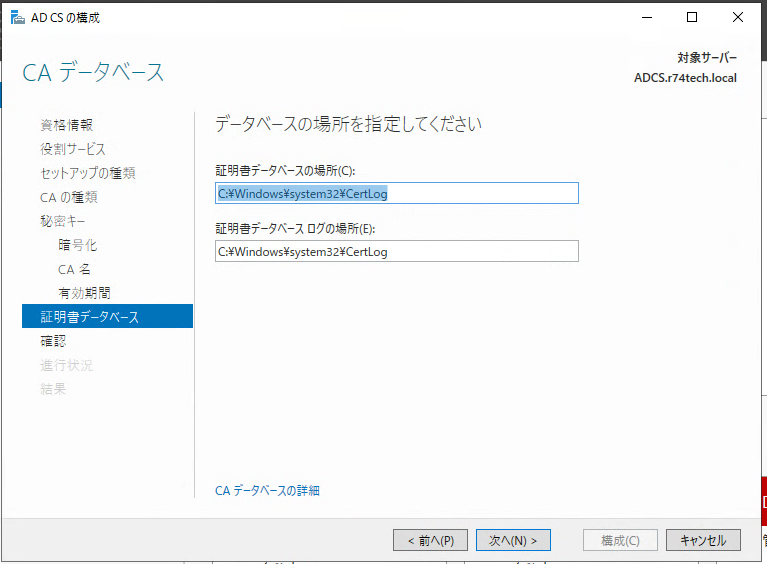 AD CS の構成
CA データベース
対象サーバー
ADCS.r74tech.local
資格情報
役割サービス
セットアップの種類
CA の種類
秘密キー
暗号化
CA 名
有効期間
証明書データベース
確認
進行状況
結果
データベースの場所を指定してください
証明書データベースの場所(C):
C:¥Windows¥system32¥CertLog
証明書データベース ログの場所(E):
C:¥Windows¥system32¥CertLog
CA データベースの詳細
< 前へ(P)
次へ(N) >
構成(C)
キャンセル